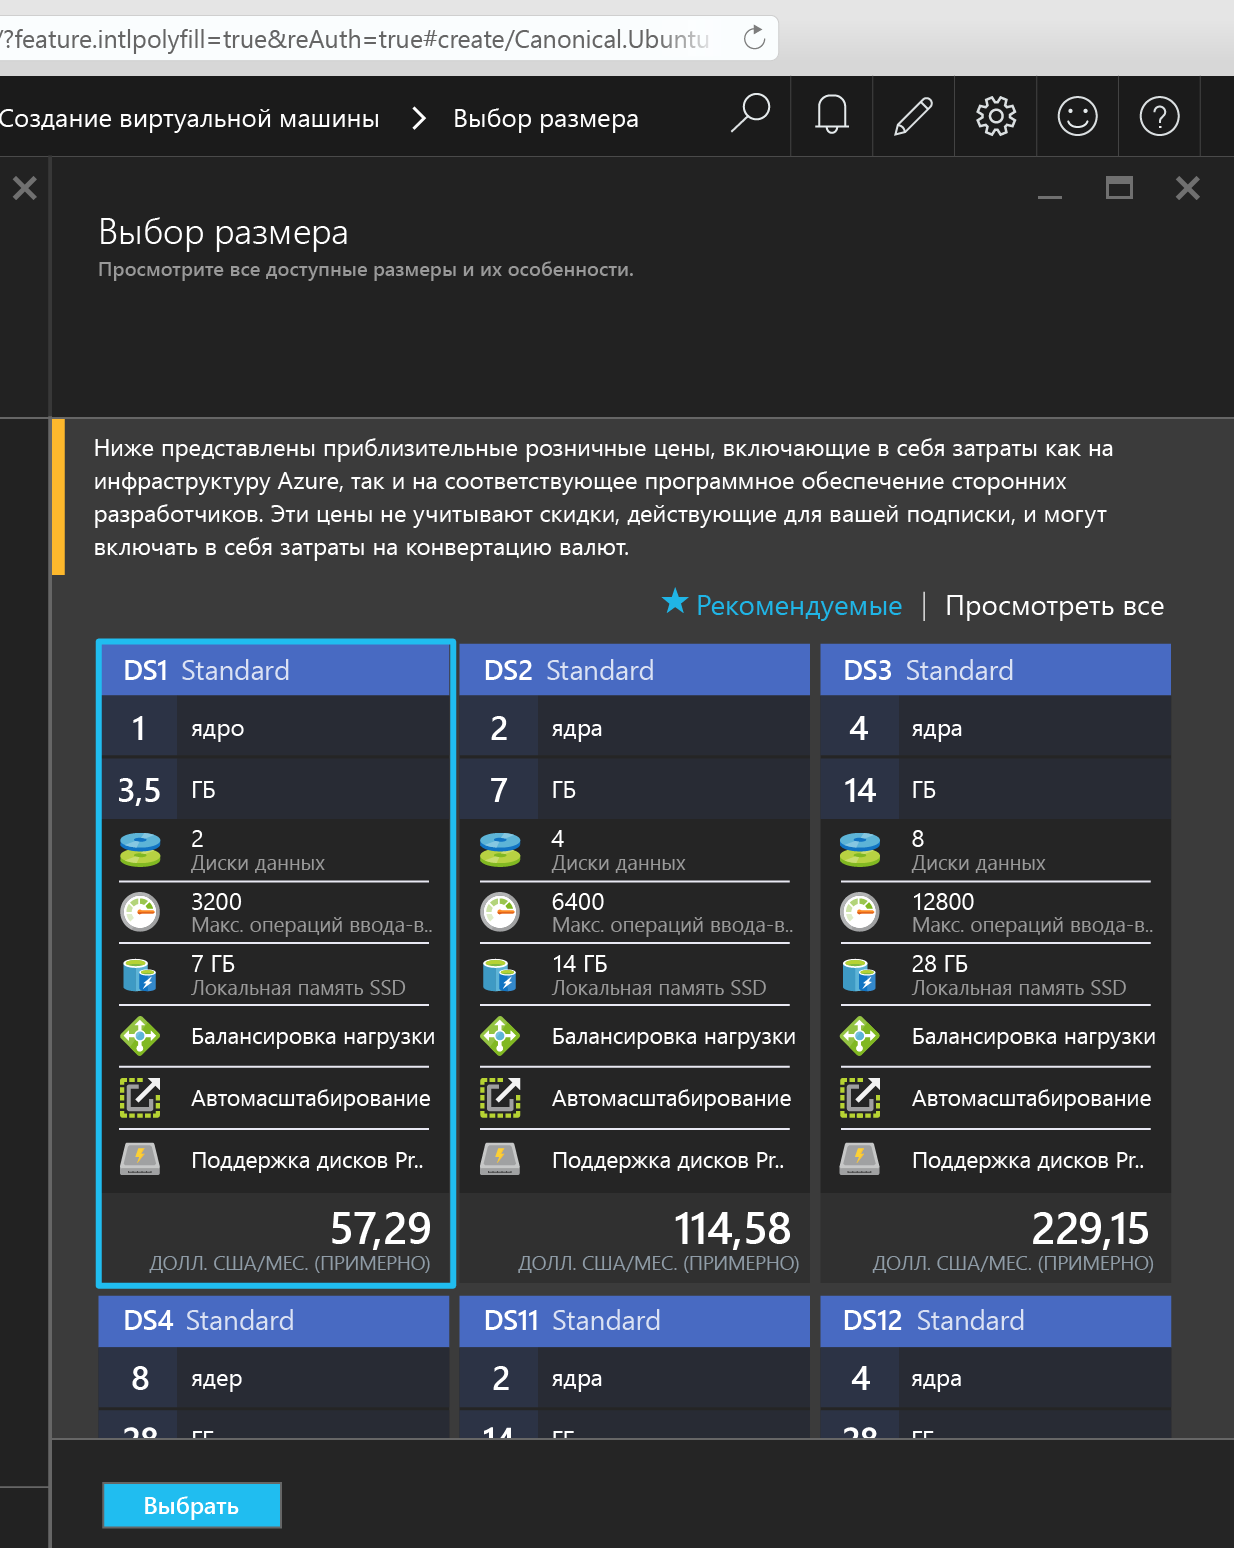 /?feature.intlpolyfill=true&reAuth=true#create/Canonical.Ubuntu
Создание виртуальной машины
Выбор размера
Выбор размера
Просмотрите все доступные размеры и их особенности.
Ниже представлены приблизительные розничные цены, включающие в себя затраты как на
инфраструктуру Azure, так и на соответствующее программное обеспечение сторонних
разработчиков. Эти цены не учитывают скидки, действующие для вашей подписки, и могут
включать в себя затраты на конвертацию валют.
Рекомендуемые | Просмотреть все
DS1 Standard
1 ядро
3,5 ГБ
2
Диски данных
3200
Макс. операций ввода-в..
7 ГБ
Локальная память SSD
Балансировка нагрузки
Автомасштабирование
Поддержка дисков Pr..
57,29
ДОЛЛ. США/МЕС. (ПРИМЕРНО)
DS2 Standard
2 ядра
7 ГБ
4
Диски данных
6400
Макс. операций ввода-в..
14 ГБ
Локальная память SSD
Балансировка нагрузки
Автомасштабирование
Поддержка дисков Pr..
114,58
ДОЛЛ. США/МЕС. (ПРИМЕРНО)
DS3 Standard
4 ядра
14 ГБ
8
Диски данных
12800
Макс. операций ввода-в..
28 ГБ
Локальная память SSD
Балансировка нагрузки
Автомасштабирование
Поддержка дисков Pr..
229,15
ДОЛЛ. США/МЕС. (ПРИМЕРНО)
DS4 Standard
8 ядер
28 ГБ
DS11 Standard
2 ядра
14 ГБ
DS12 Standard
4 ядра
28 ГБ
Выбрать